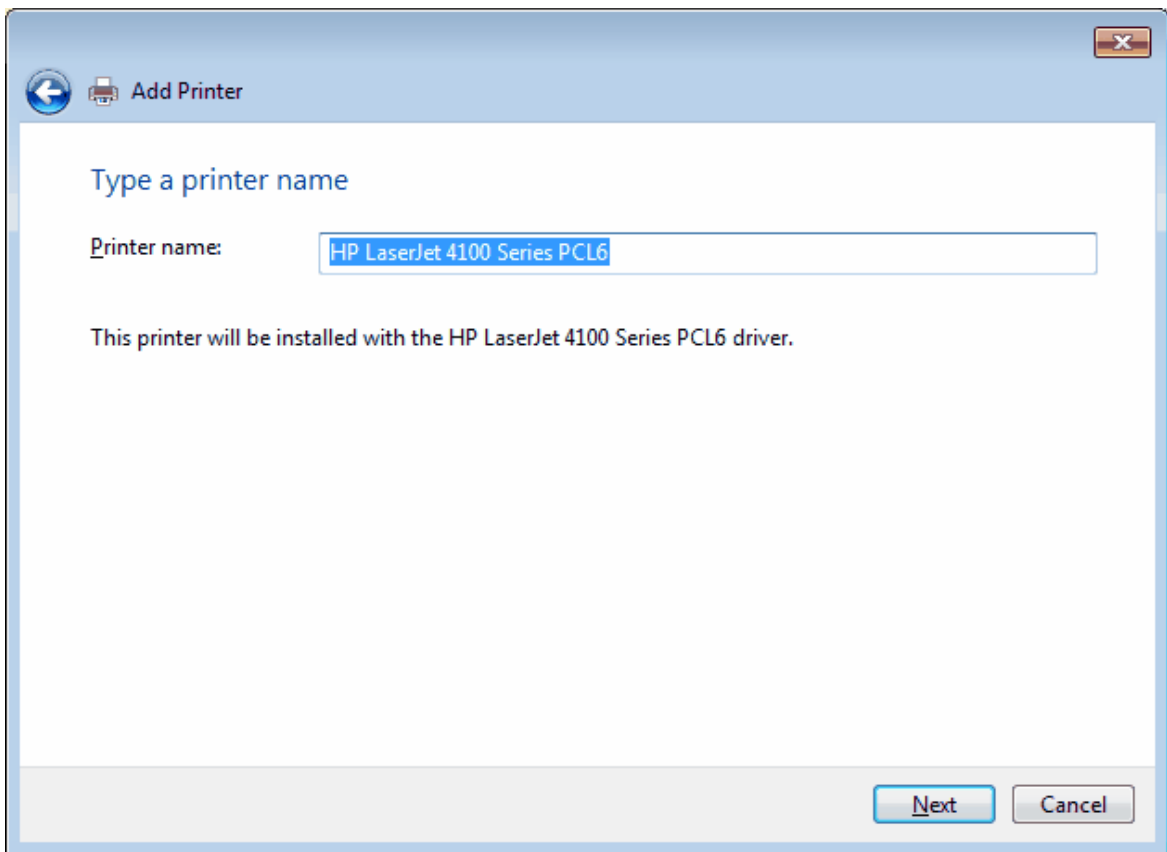 Add Printer
Type a printer name
Printer name: HP LaserJet 4100 Series PCL6
This printer will be installed with the HP LaserJet 4100 Series PCL6 driver.
Next Cancel